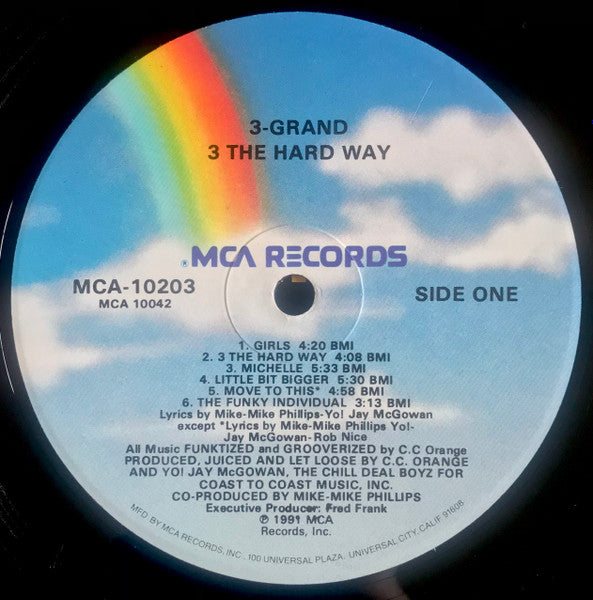 3-GRAND
3 THE HARD WAY
®MCA RECORDS
MCA-10203
MCA 10042
SIDE ONE
1. GIRLS 4:20 BMI
2. 3 THE HARD WAY 4:08 BMI
3. MICHELLE 5:33 BMI
4. LITTLE BIT BIGGER 5:30 BMI
5. MOVE TO THIS* 4:58 BMI
6. THE FUNKY INDIVIDUAL 3:13 BMI
Lyrics by Mike-Mike Phillips-Yo! Jay McGowan
except *Lyrics by Mike-Mike Phillips Yo!-
Jay McGowan-Rob Nice
All Music FUNKTIZED and GROOVERIZED by C.C Orange
PRODUCED, JUICED AND LET LOOSE BY C.C. ORANGE
AND YO! JAY McGOWAN, THE CHILL DEAL BOYZ FOR
COAST TO COAST MUSIC, INC.
CO-PRODUCED BY MIKE-MIKE PHILLIPS
Executive Producer: Fred Frank
℗ 1991 MCA
Records, Inc.
MFD. BY MCA RECORDS, INC., 100 UNIVERSAL PLAZA, UNIVERSAL CITY, CALIF. 91608